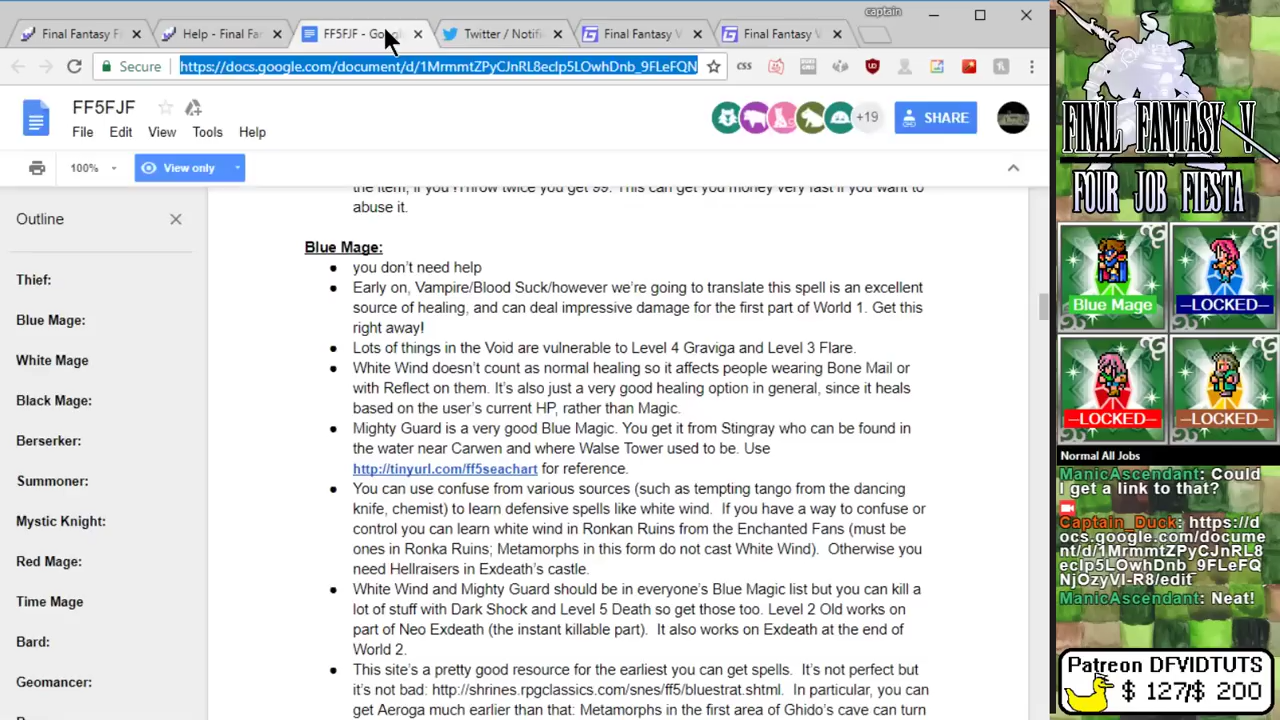 captain
Final Fantasy F
Help - Final Fan
FF5FJF - Goog
Twitter / Notifi
Final Fantasy V
Final Fantasy V
Secure
https://docs.google.com/document/d/1MrmmtZPyCJnRL8ecIp5LOwhDnb_9FLeFQN
css
FF5FJF
File Edit View Tools Help
+19
SHARE
100%
View only
Outline
Thief:
Blue Mage:
White Mage
Black Mage:
Berserker:
Summoner:
Mystic Knight:
Red Mage:
Time Mage
Bard:
Geomancer:
the item, if you !Throw twice you get 99. This can get you money very fast if you want to
abuse it.
Blue Mage:
● you don't need help
● Early on, Vampire/Blood Suck/however we're going to translate this spell is an excellent
source of healing, and can deal impressive damage for the first part of World 1. Get this
right away!
● Lots of things in the Void are vulnerable to Level 4 Graviga and Level 3 Flare.
● White Wind doesn't count as normal healing so it affects people wearing Bone Mail or
with Reflect on them. It's also just a very good healing option in general, since it heals
based on the user's current HP, rather than Magic.
● Mighty Guard is a very good Blue Magic. You get it from Stingray who can be found in
the water near Carwen and where Walse Tower used to be. Use
http://tinyurl.com/ff5seachart for reference.
● You can use confuse from various sources (such as tempting tango from the dancing
knife, chemist) to learn defensive spells like white wind. If you have a way to confuse or
control you can learn white wind in Ronkan Ruins from the Enchanted Fans (must be
ones in Ronka Ruins; Metamorphs in this form do not cast White Wind). Otherwise you
need Hellraisers in Exdeath's castle.
● White Wind and Mighty Guard should be in everyone's Blue Magic list but you can kill a
lot of stuff with Dark Shock and Level 5 Death so get those too. Level 2 Old works on
part of Neo Exdeath (the instant killable part). It also works on Exdeath at the end of
World 2.
● This site's a pretty good resource for the earliest you can get spells. It's not perfect but
it's not bad: http://shrines.rpgclassics.com/snes/ff5/bluestrat.shtml. In particular, you can
get Aeroga much earlier than that: Metamorphs in the first area of Ghido's cave can turn
FINAL FANTASY V
FOUR JOB FIESTA
Blue Mage
–LOCKED–
–LOCKED–
–LOCKED–
Normal All Jobs
ManicAscendant: Could
I get a link to that?
Captain_Duck: https://d
ocs.google.com/docume
nt/d/1MrmmtZPyCJnRL8
ecIp5LOwhDnb_9FLeFQ
NjOzyVI-R8/edit
ManicAscendant: Neat!
Patreon DFVIDTUTS
$ 127/$ 200